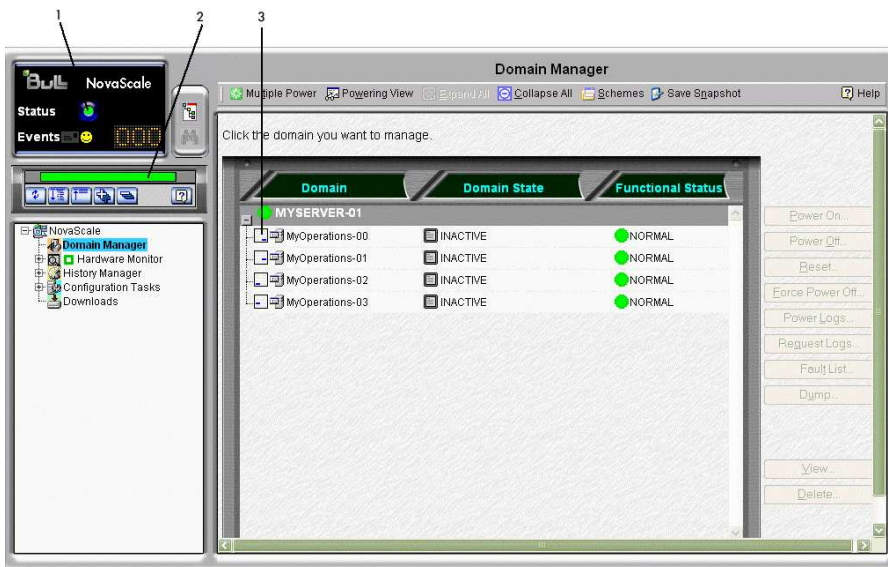 1 2 3
Bull NovaScale
Status
Events
000
Domain Manager
Multiple Power Powering View Expand All Collapse All Schemes Save Snapshot Help
Click the domain you want to manage.
Domain Domain State Functional Status
MYSERVER-01
MyOperations-00 INACTIVE NORMAL
MyOperations-01 INACTIVE NORMAL
MyOperations-02 INACTIVE NORMAL
MyOperations-03 INACTIVE NORMAL
NovaScale
Domain Manager
Hardware Monitor
History Manager
Configuration Tasks
Downloads
Power On...
Power Off...
Reset...
Force Power Off...
Power Logs...
Request Logs...
Fault List...
Dump...
View...
Delete...